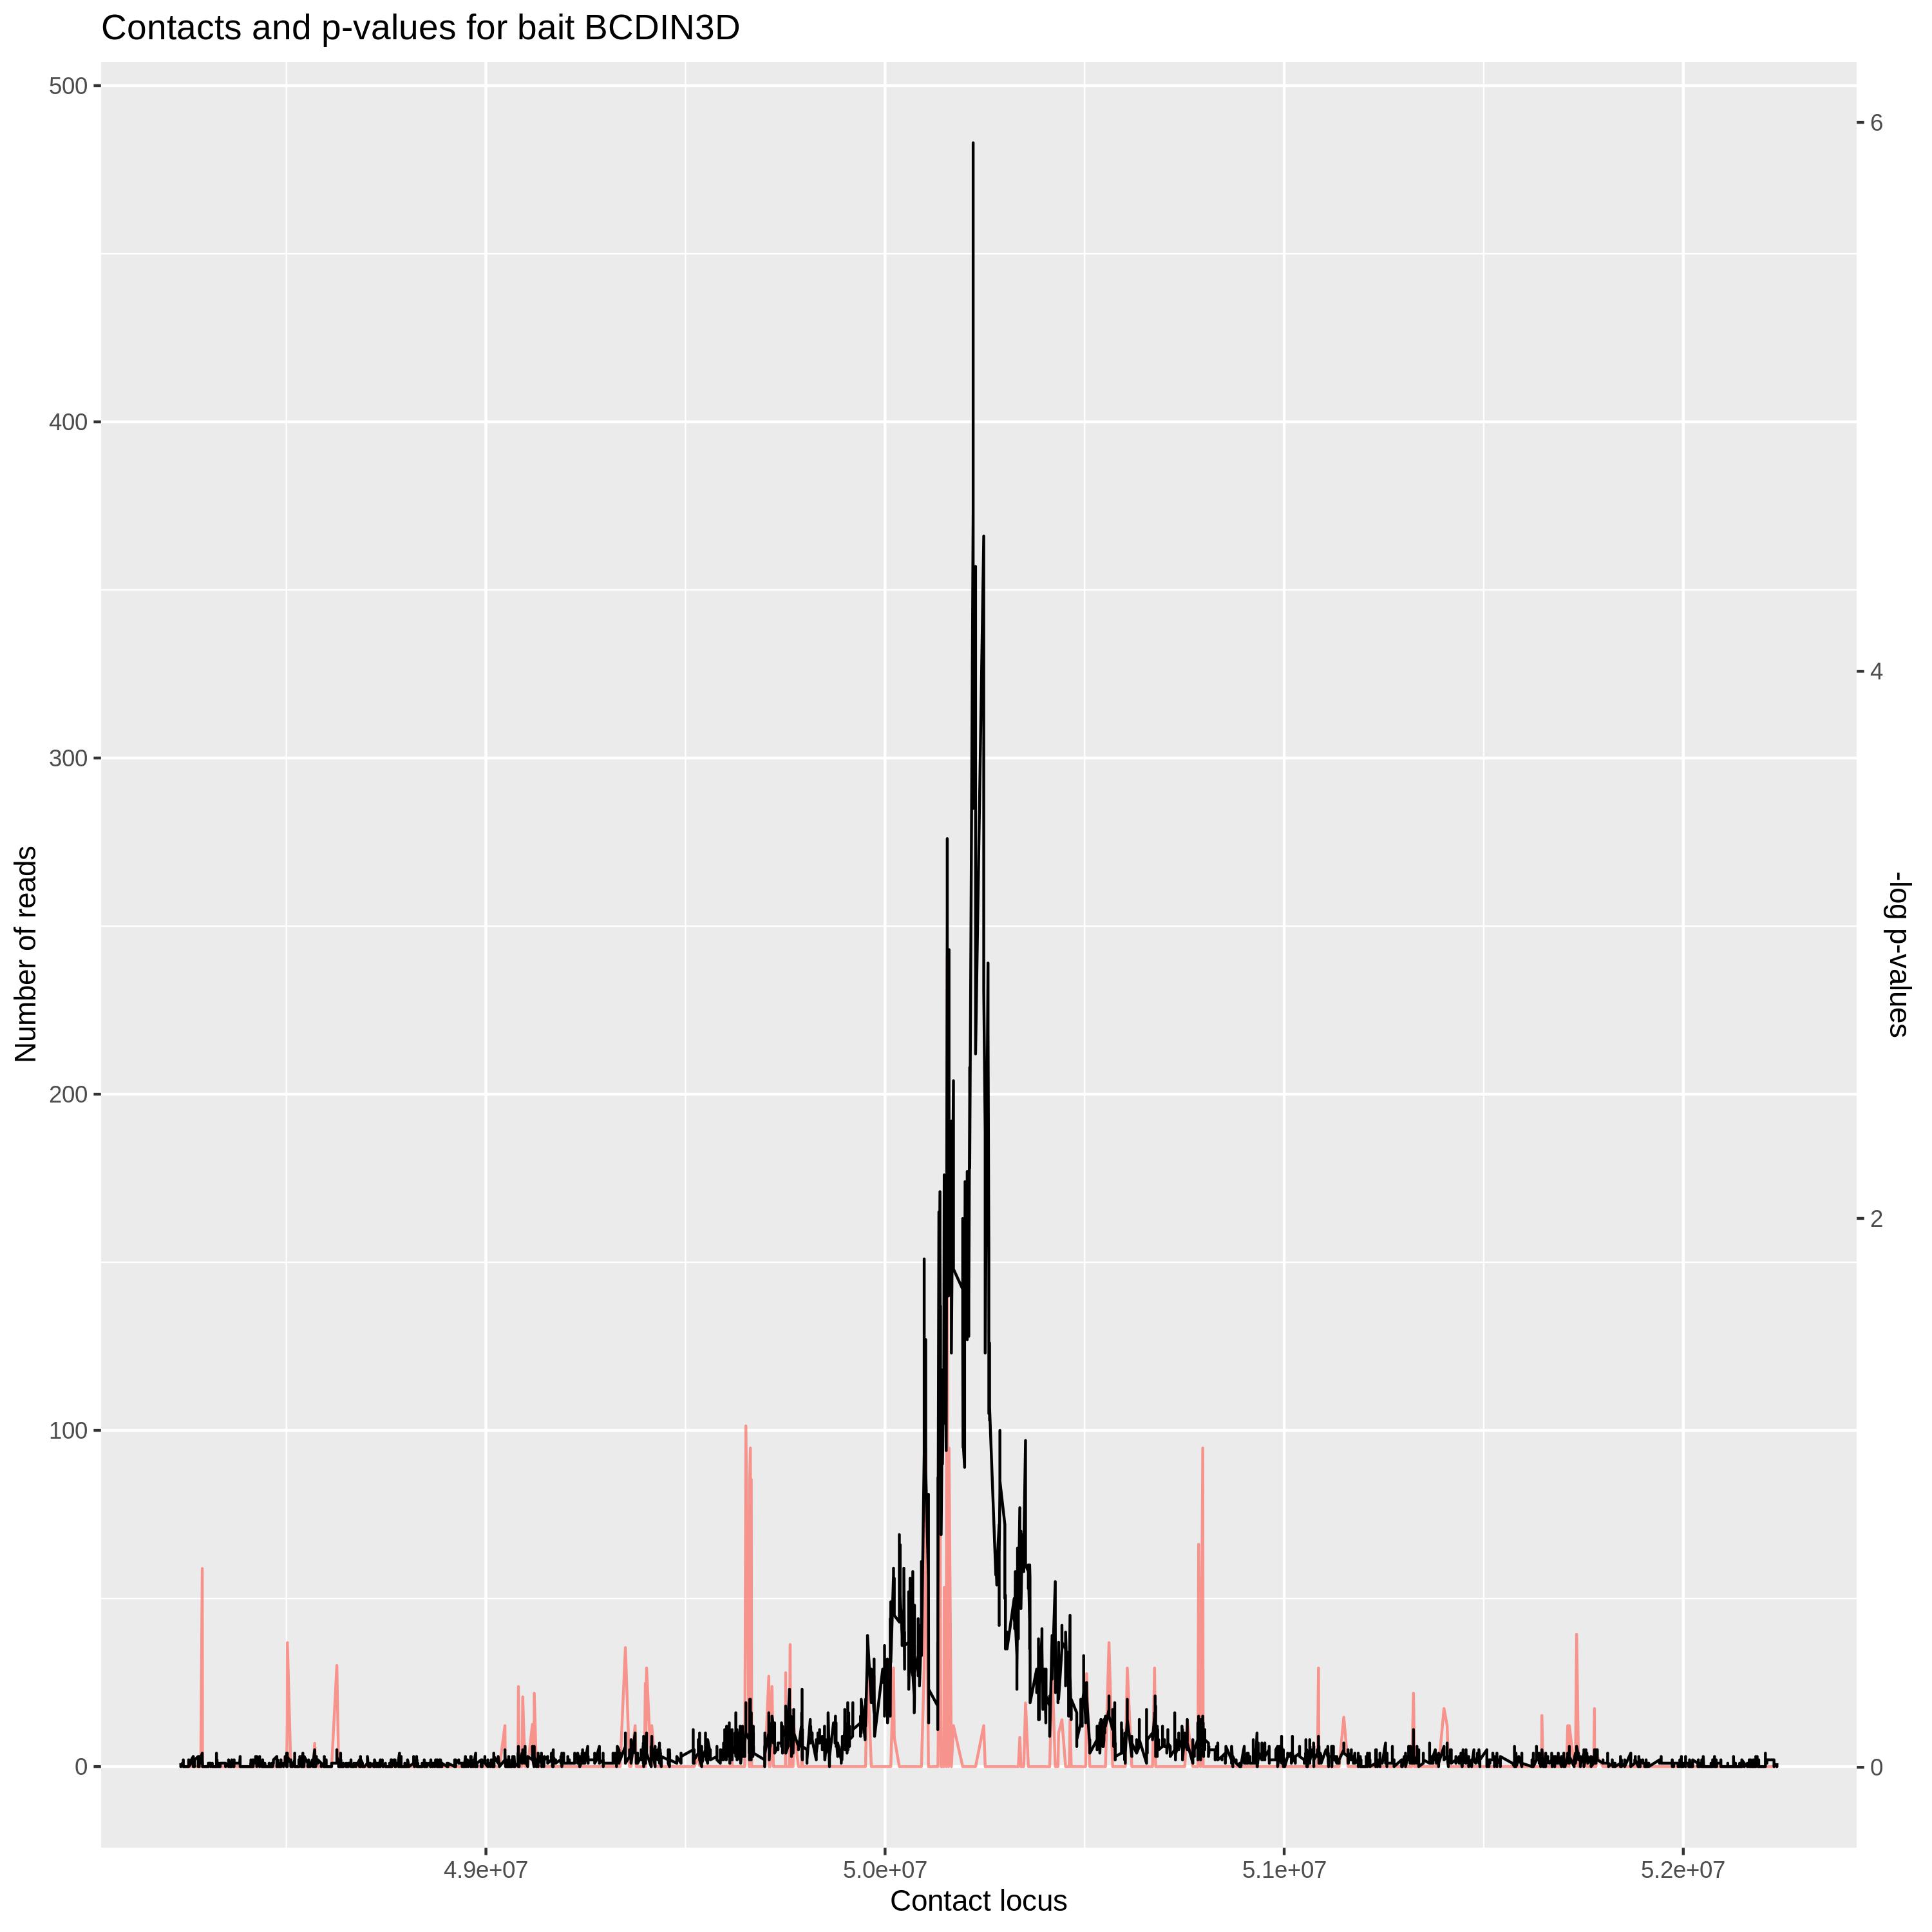 Contacts and p-values for bait BCDIN3D
500
400
300
200
100
0
Number of reads
6
4
2
0
-log p-values
4.9e+07
5.0e+07
5.1e+07
5.2e+07
Contact locus